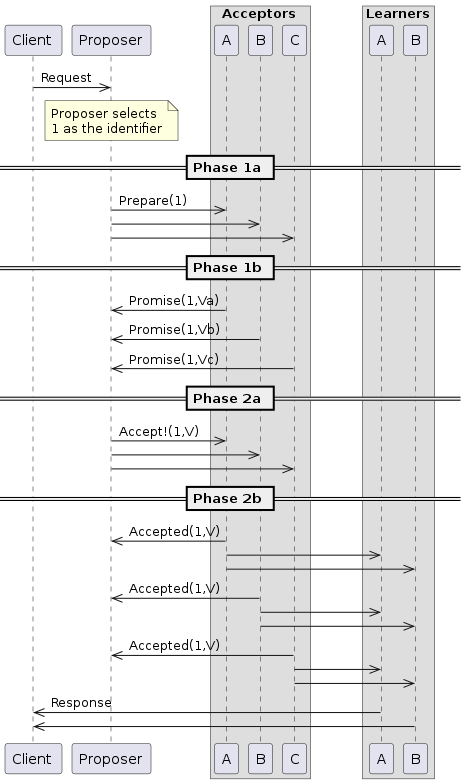 Acceptors
Learners
Client
Proposer
A
B
C
A
B
Request
Proposer selects
1 as the identifier
Phase 1a
Prepare(1)
Phase 1b
Promise(1,Va)
Promise(1,Vb)
Promise(1,Vc)
Phase 2a
Accept!(1,V)
Phase 2b
Accepted(1,V)
Accepted(1,V)
Accepted(1,V)
Response
Client
Proposer
A
B
C
A
B